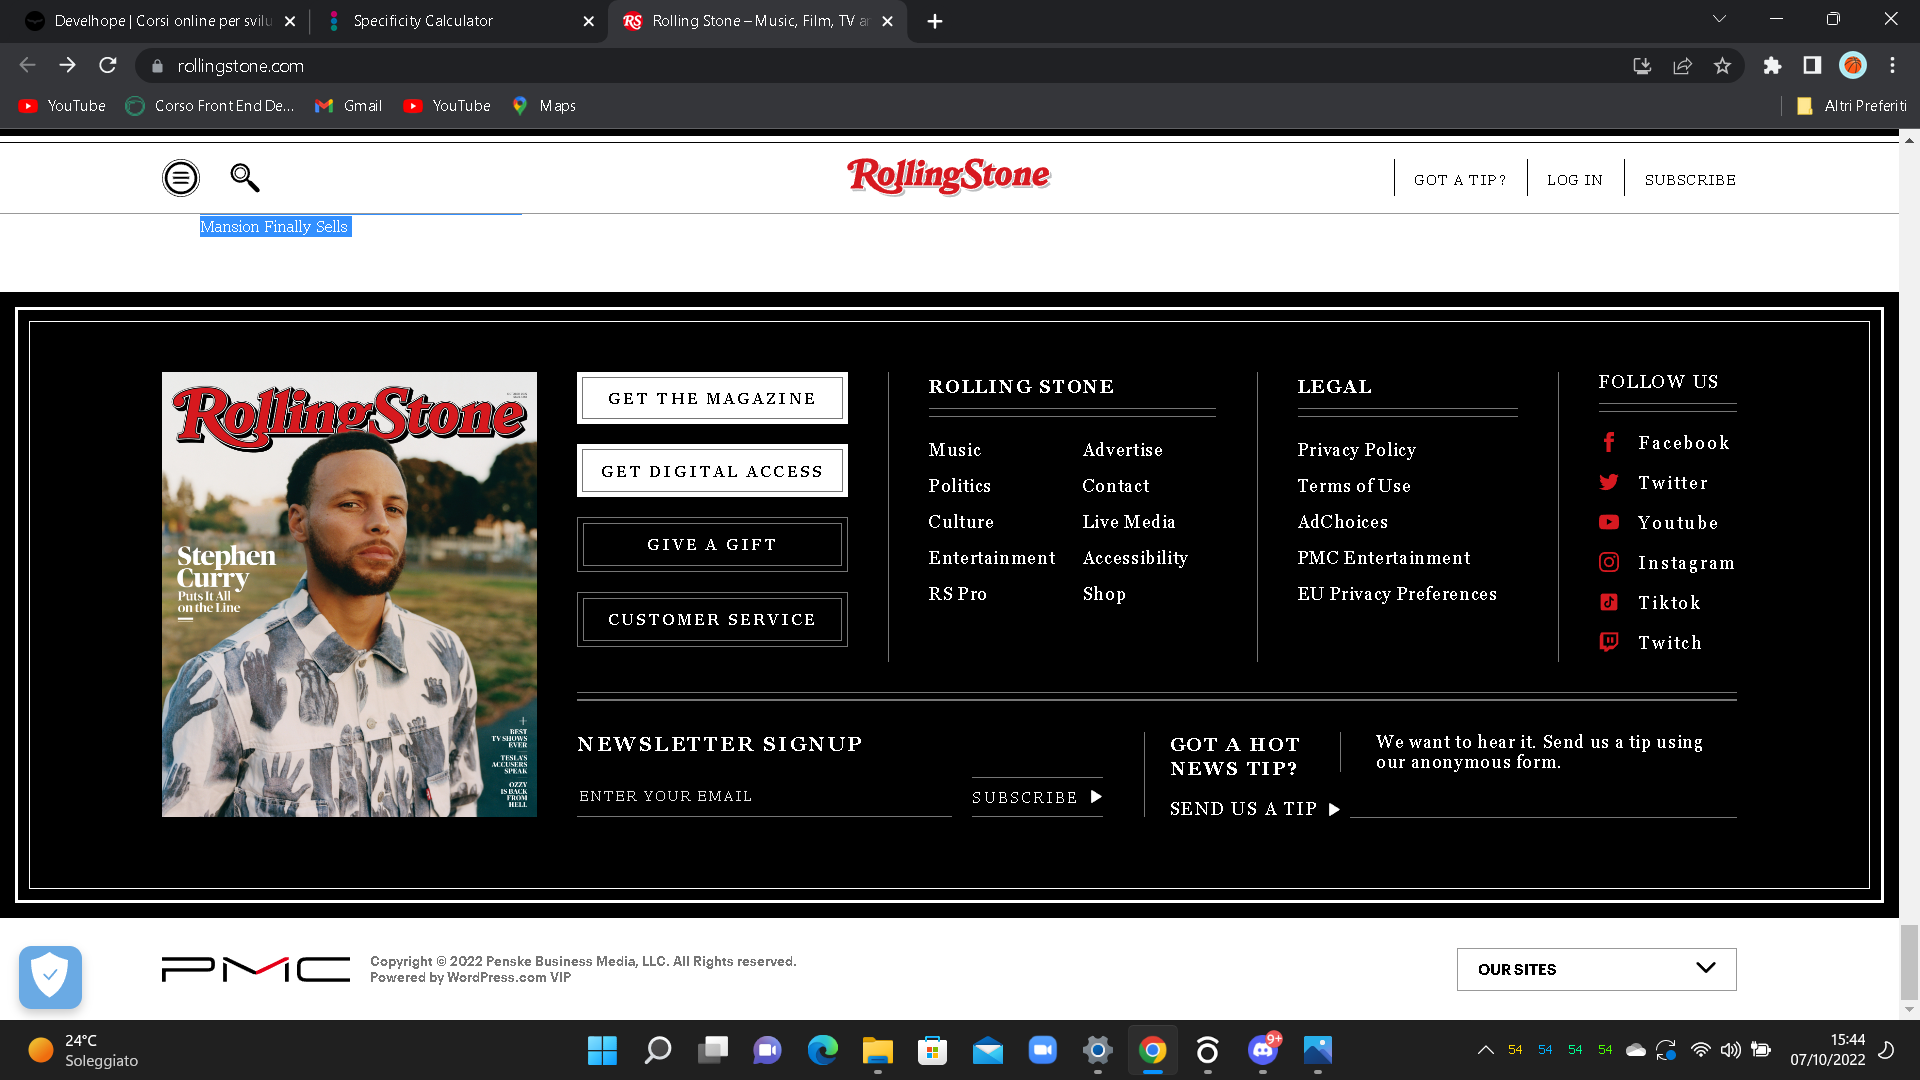 Develhope | Corsi online per svilu
Specificity Calculator
Rolling Stone – Music, Film, TV an
rollingstone.com
YouTube
Corso Front End De...
Gmail
YouTube
Maps
Altri Preferiti
RollingStone
GOT A TIP?
LOG IN
SUBSCRIBE
Mansion Finally Sells
RollingStone
Stephen
Curry
Puts It All
on the Line
BEST
TV SHOWS
EVER
TESLA'S
ACCUSERS
SPEAK
OZZY
IS BACK
FROM
HELL
GET THE MAGAZINE
GET DIGITAL ACCESS
GIVE A GIFT
CUSTOMER SERVICE
ROLLING STONE
Music
Politics
Culture
Entertainment
RS Pro
Advertise
Contact
Live Media
Accessibility
Shop
LEGAL
Privacy Policy
Terms of Use
AdChoices
PMC Entertainment
EU Privacy Preferences
FOLLOW US
Facebook
Twitter
Youtube
Instagram
Tiktok
Twitch
NEWSLETTER SIGNUP
ENTER YOUR EMAIL
SUBSCRIBE
GOT A HOT
NEWS TIP?
We want to hear it. Send us a tip using
our anonymous form.
SEND US A TIP
PMC
Copyright © 2022 Penske Business Media, LLC. All Rights reserved.
Powered by WordPress.com VIP
OUR SITES
24°C
Soleggiato
9+
54
54
54
54
15:44
07/10/2022